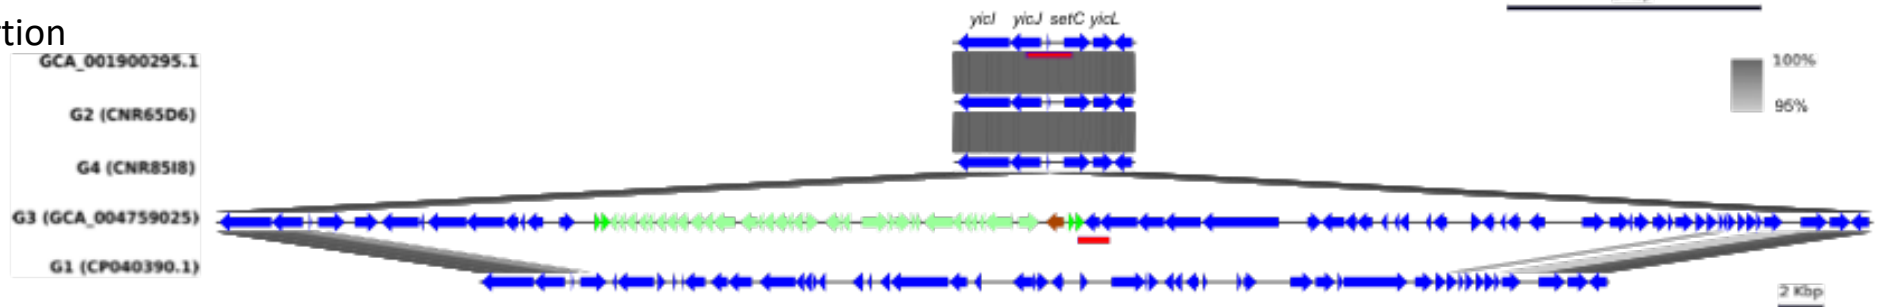 yicI yicJ setC yicL
tion
GCA_001900295.1
100%
G2 (CNR65D6)
95%
G4 (CNR85I8)
G3 (GCA_004759025)
G1 (CP040390.1)
2 Kbp